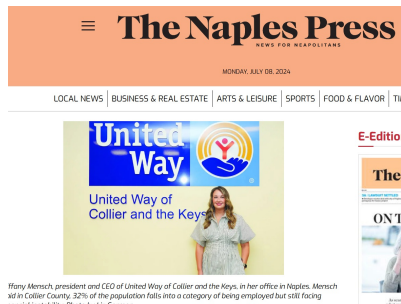 The Naples Press
NEWS FOR NEAPOLITANS
MONDAY, JULY 08, 2024
LOCAL NEWS BUSINESS & REAL ESTATE ARTS & LEISURE SPORTS FOOD & FLAVOR
E-Editio
United
Way
United Way of
Collier and the Keys
The
ON T
ffany Mensch, president and CEO of United Way of Collier and the Keys, in her office in Naples. Mensch
id in Collier County, 32% of the population falls into a category of being employed but still facing